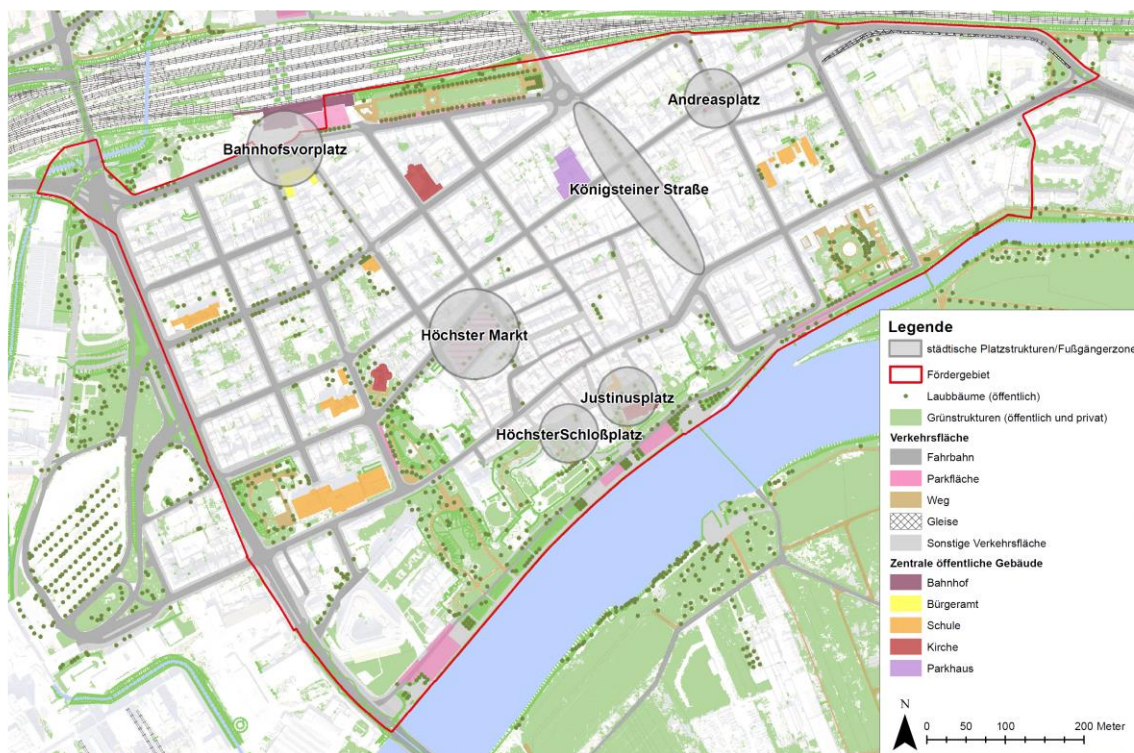 Andreasplatz
Bahnhofsvorplatz
Königsteiner Straße
Höchster Markt
Justinusplatz
HöchsterSchloßplatz
Legende
städtische Platzstrukturen/Fußgängerzone
Fördergebiet
Laubbäume (öffentlich)
Grünstrukturen (öffentlich und privat)
Verkehrsfläche
Fahrbahn
Parkfläche
Weg
Gleise
Sonstige Verkehrsfläche
Zentrale öffentliche Gebäude
Bahnhof
Bürgeramt
Schule
Kirche
Parkhaus
N
0 50 100 200 Meter